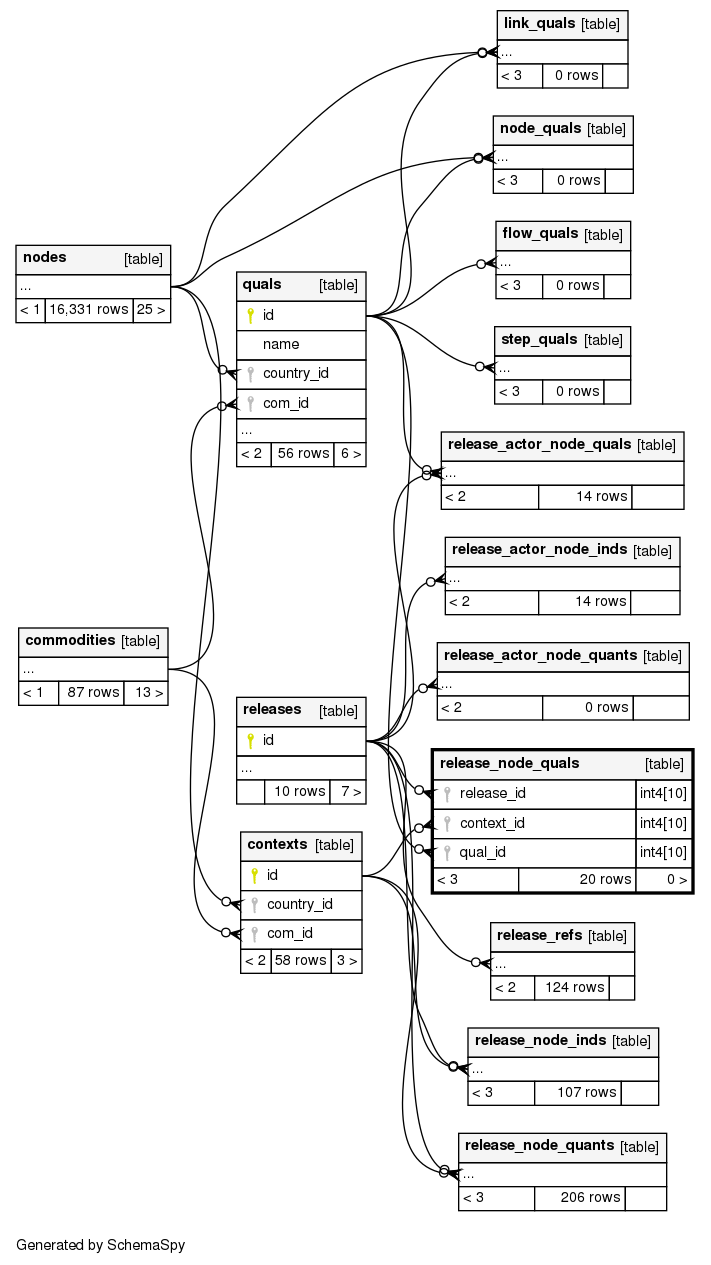 link_quals [table]
...
< 3 0 rows
node_quals [table]
...
< 3 0 rows
flow_quals [table]
...
< 3 0 rows
nodes [table]
...
< 1 16,331 rows 25 >
quals [table]
id
name
country_id
com_id
...
< 2 56 rows 6 >
step_quals [table]
...
< 3 0 rows
release_actor_node_quals [table]
...
< 2 14 rows
release_actor_node_inds [table]
...
< 2 14 rows
commodities [table]
...
< 1 87 rows 13 >
release_actor_node_quants [table]
...
< 2 0 rows
releases [table]
id
...
10 rows 7 >
release_node_quals [table]
release_id int4[10]
context_id int4[10]
qual_id int4[10]
< 3 20 rows 0 >
contexts [table]
id
country_id
com_id
< 2 58 rows 3 >
release_refs [table]
...
< 2 124 rows
release_node_inds [table]
...
< 3 107 rows
release_node_quants [table]
...
< 3 206 rows
Generated by SchemaSpy